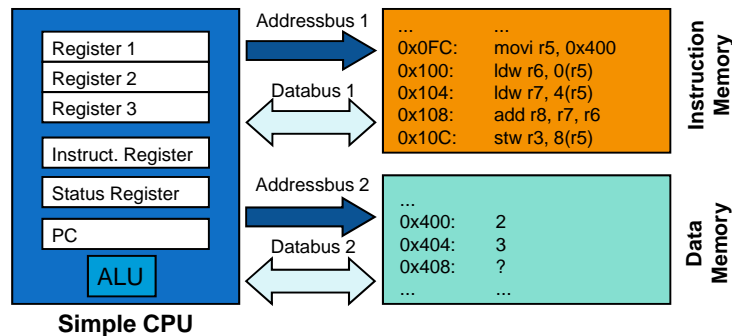 Register 1
Register 2
Register 3
Instruct. Register
Status Register
PC
ALU
Simple CPU
Addressbus 1
Databus 1
Addressbus 2
Databus 2
... ...
0x0FC: movi r5, 0x400
0x100: ldw r6, 0(r5)
0x104: ldw r7, 4(r5)
0x108: add r8, r7, r6
0x10C: stw r3, 8(r5)
Instruction
Memory
...
0x400: 2
0x404: 3
0x408: ?
... ...
Data
Memory